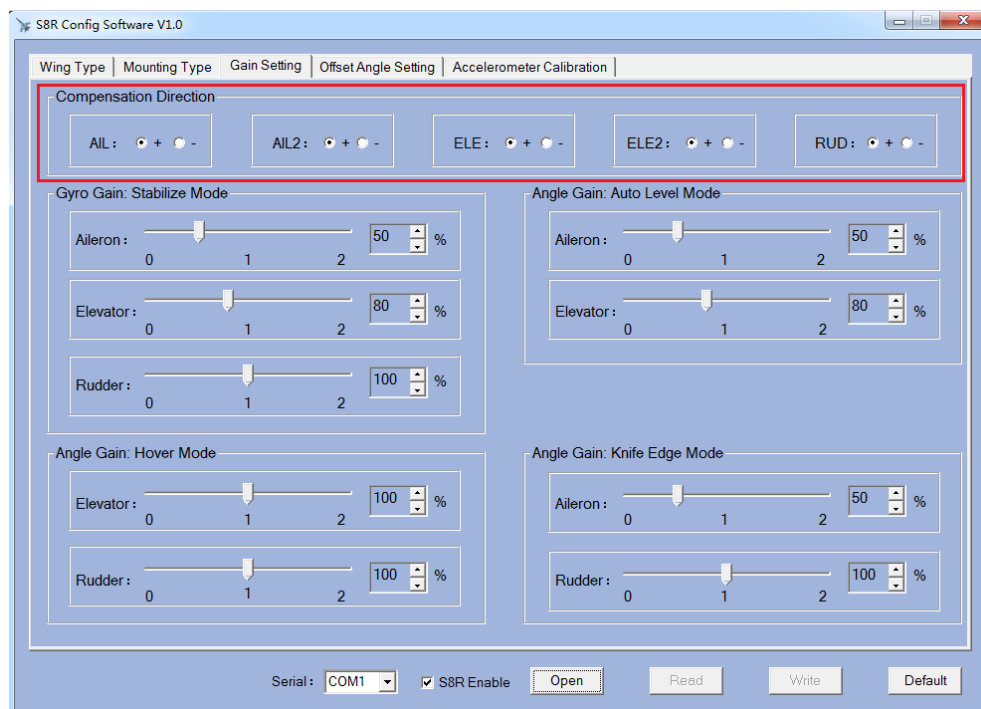 S8R Config Software V1.0
Wing Type Mounting Type Gain Setting Offset Angle Setting Accelerometer Calibration
Compensation Direction
AIL: + - AIL2: + - ELE: + - ELE2: + - RUD: + -
Gyro Gain: Stabilize Mode
Aileron: 50 %
0 1 2
Elevator: 80 %
0 1 2
Rudder: 100 %
0 1 2
Angle Gain: Auto Level Mode
Aileron: 50 %
0 1 2
Elevator: 80 %
0 1 2
Angle Gain: Hover Mode
Elevator: 100 %
0 1 2
Rudder: 100 %
0 1 2
Angle Gain: Knife Edge Mode
Aileron: 50 %
0 1 2
Rudder: 100 %
0 1 2
Serial: COM1 S8R Enable Open Read Write Default